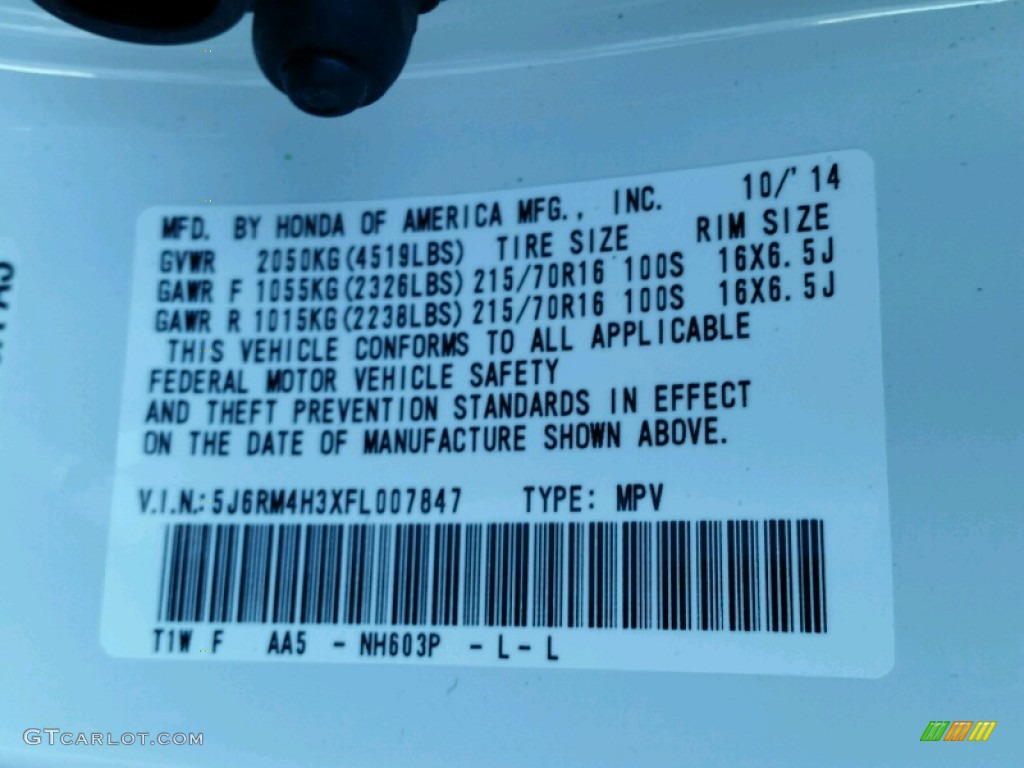 MFD. BY HONDA OF AMERICA MFG., INC. 10/'14
GVWR 2050KG(4519LBS) TIRE SIZE RIM SIZE
GAWR F 1055KG(2326LBS) 215/70R16 100S 16X6.5J
GAWR R 1015KG(2238LBS) 215/70R16 100S 16X6.5J
THIS VEHICLE CONFORMS TO ALL APPLICABLE
FEDERAL MOTOR VEHICLE SAFETY
AND THEFT PREVENTION STANDARDS IN EFFECT
ON THE DATE OF MANUFACTURE SHOWN ABOVE.
V.I.N.: 5J6RM4H3XFL007847 TYPE: MPV
T1W F AA5 - NH603P - L - L
GTCARLOT.COM